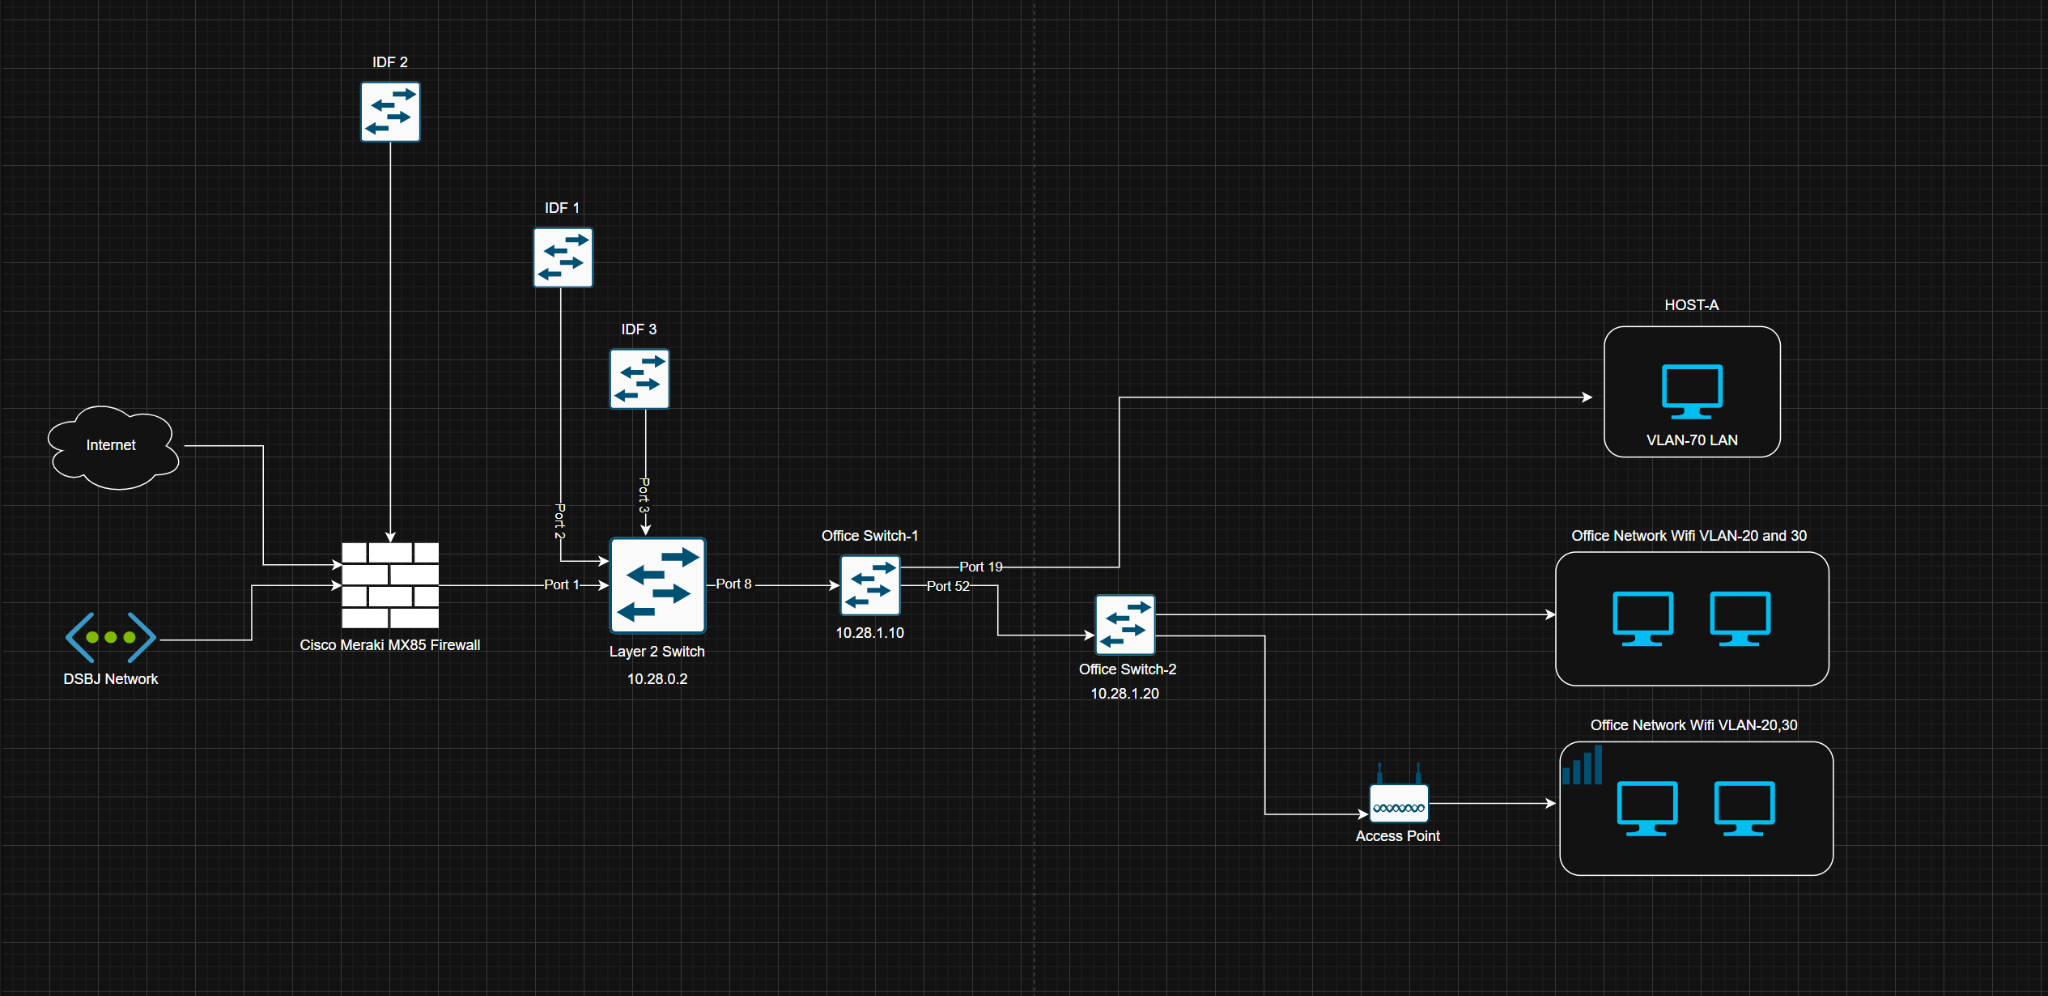 IDF 2
IDF 1
IDF 3
HOST-A
VLAN-70 LAN
Internet
Port 3
Port 2
Office Switch-1
Office Network Wifi VLAN-20 and 30
Port 19
Port 1
Port 8
Port 52
10.28.1.10
Cisco Meraki MX85 Firewall
Layer 2 Switch
10.28.0.2
Office Switch-2
10.28.1.20
DSBJ Network
Office Network Wifi VLAN-20,30
Access Point